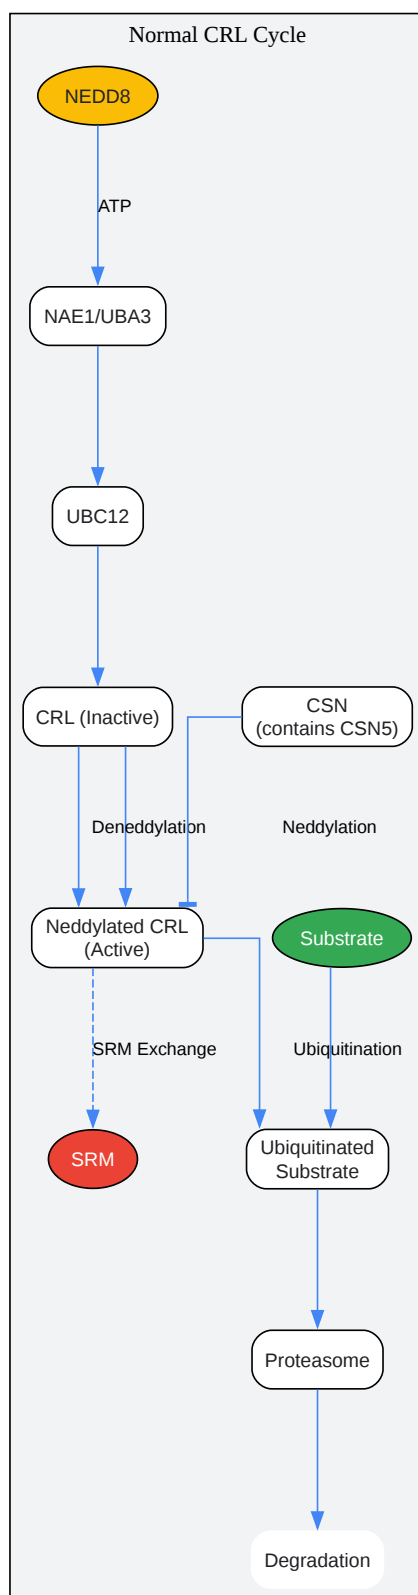 Normal CRL Cycle
NEDD8
ATP
NAE1/UBA3
UBC12
CRL (Inactive)
CSN
(contains CSN5)
Deneddylation
Neddylation
Neddylated CRL
(Active)
Substrate
SRM Exchange
Ubiquitination
SRM
Ubiquitinated
Substrate
Proteasome
Degradation